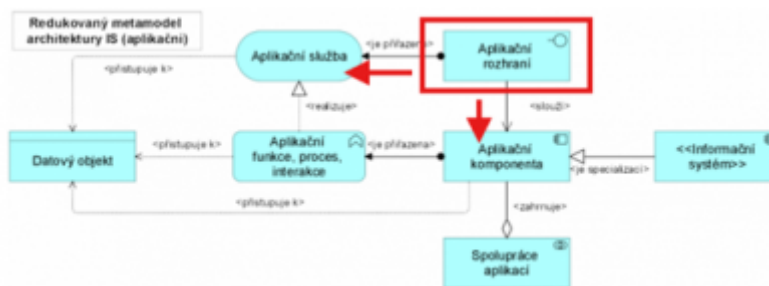 Redukovaný metamodel
architektury IS (aplikační)
Aplikační služba
<je přiřazeno>
Aplikační
rozhraní
<přistupuje k>
<realizuje>
<slouží>
Datový objekt
<přistupuje k>
Aplikační
funkce, proces,
interakce
<je přiřazena>
Aplikační
komponenta
<je specializací>
<<Informační
systém>>
<přistupuje k>
<zahrnuje>
Spolupráce
aplikací